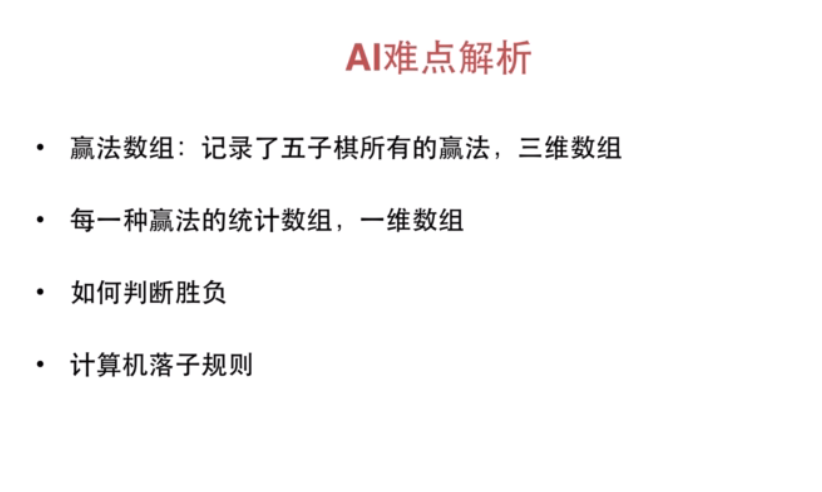 AI难点解析
• 赢法数组：记录了五子棋所有的赢法，三维数组
• 每一种赢法的统计数组，一维数组
• 如何判断胜负
• 计算机落子规则